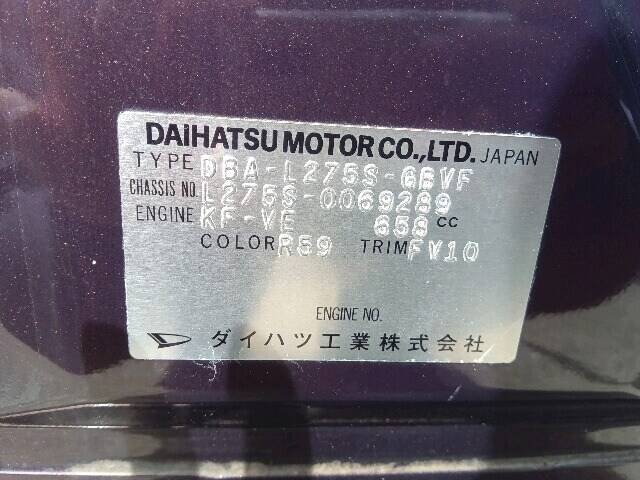 DAIHATSU MOTOR CO., LTD. JAPAN
TYPE DBA-L275S-GBVF
CHASSIS NO. L275S-0069289
ENGINE KF-VE 658 cc
COLOR R59 TRIM FV10
ENGINE NO.
ダイハツ工業株式会社